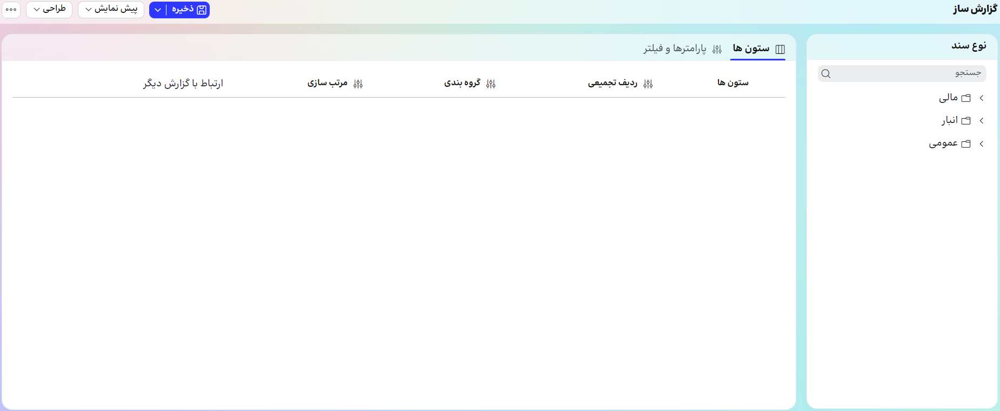 گزارش ساز
ذخیره
پیش نمایش
طراحی
نوع سند
جستجو
مالی
انبار
عمومی
ستون ها
پارامترها و فیلتر
ستون ها
ردیف تجمیعی
گروه بندی
مرتب سازی
ارتباط با گزارش دیگر